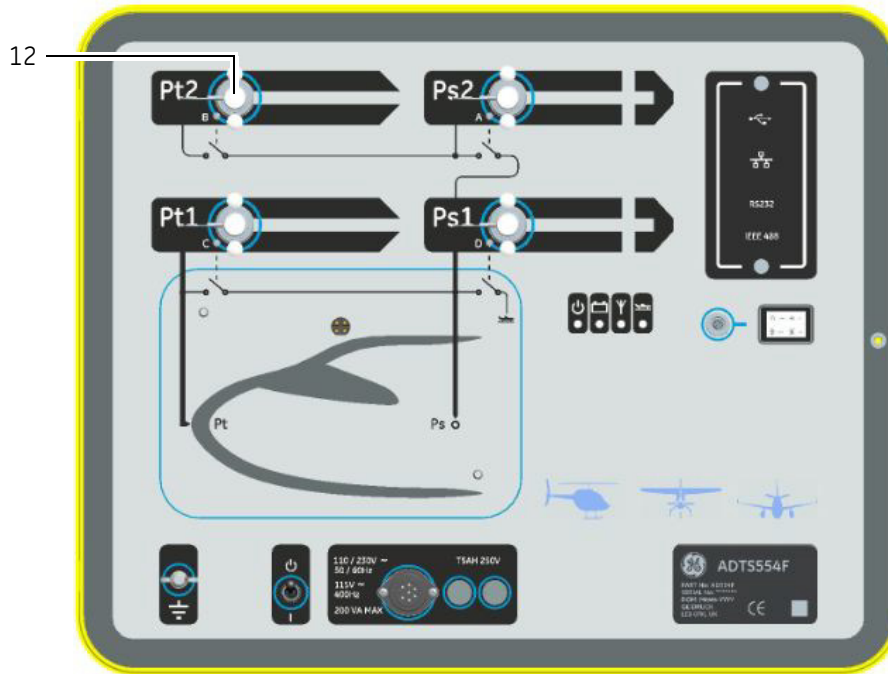 12
Pt2
Ps2
B
A
Pt1
Ps1
RS232
IEEE 488
C
D
Pt
Ps
110 / 230V ~
50 / 60Hz
T5AH 250V
115V ~
400Hz
200 VA MAX
ADTS554F
CE